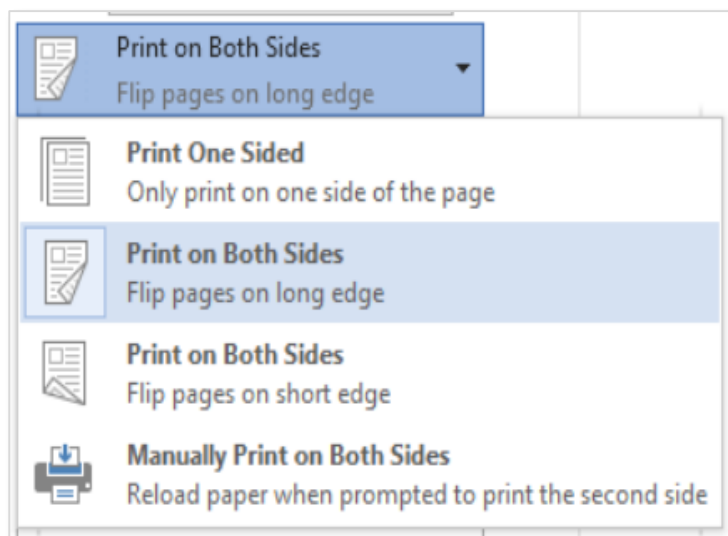 Print on Both Sides
Flip pages on long edge
Print One Sided
Only print on one side of the page
Print on Both Sides
Flip pages on long edge
Print on Both Sides
Flip pages on short edge
Manually Print on Both Sides
Reload paper when prompted to print the second side